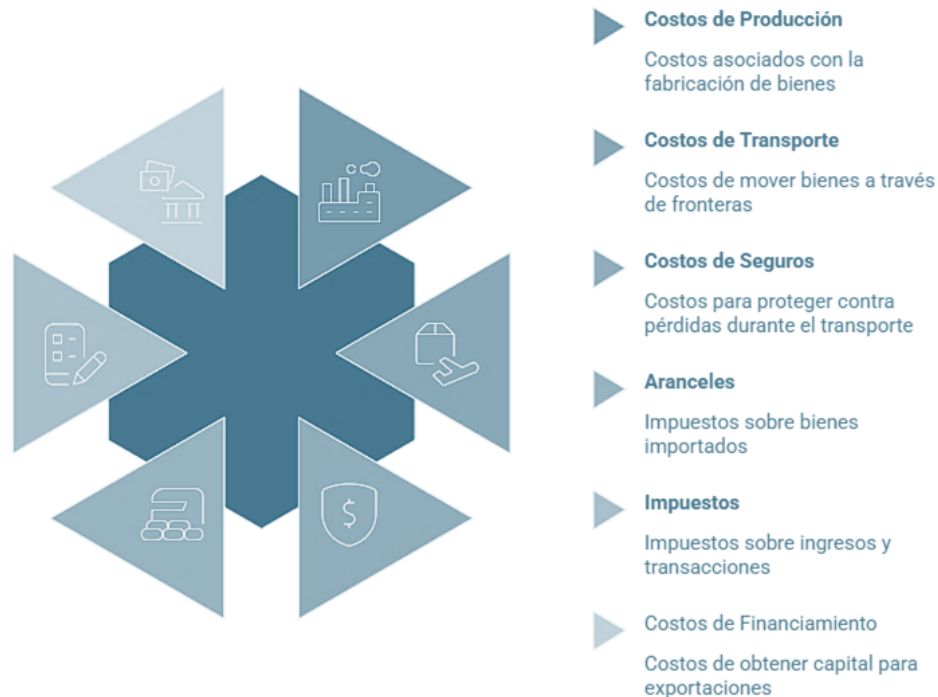 Costos de Producción
Costos asociados con la
fabricación de bienes
Costos de Transporte
Costos de mover bienes a través
de fronteras
Costos de Seguros
Costos para proteger contra
pérdidas durante el transporte
Aranceles
Impuestos sobre bienes
importados
Impuestos
Impuestos sobre ingresos y
transacciones
Costos de Financiamiento
Costos de obtener capital para
exportaciones
$